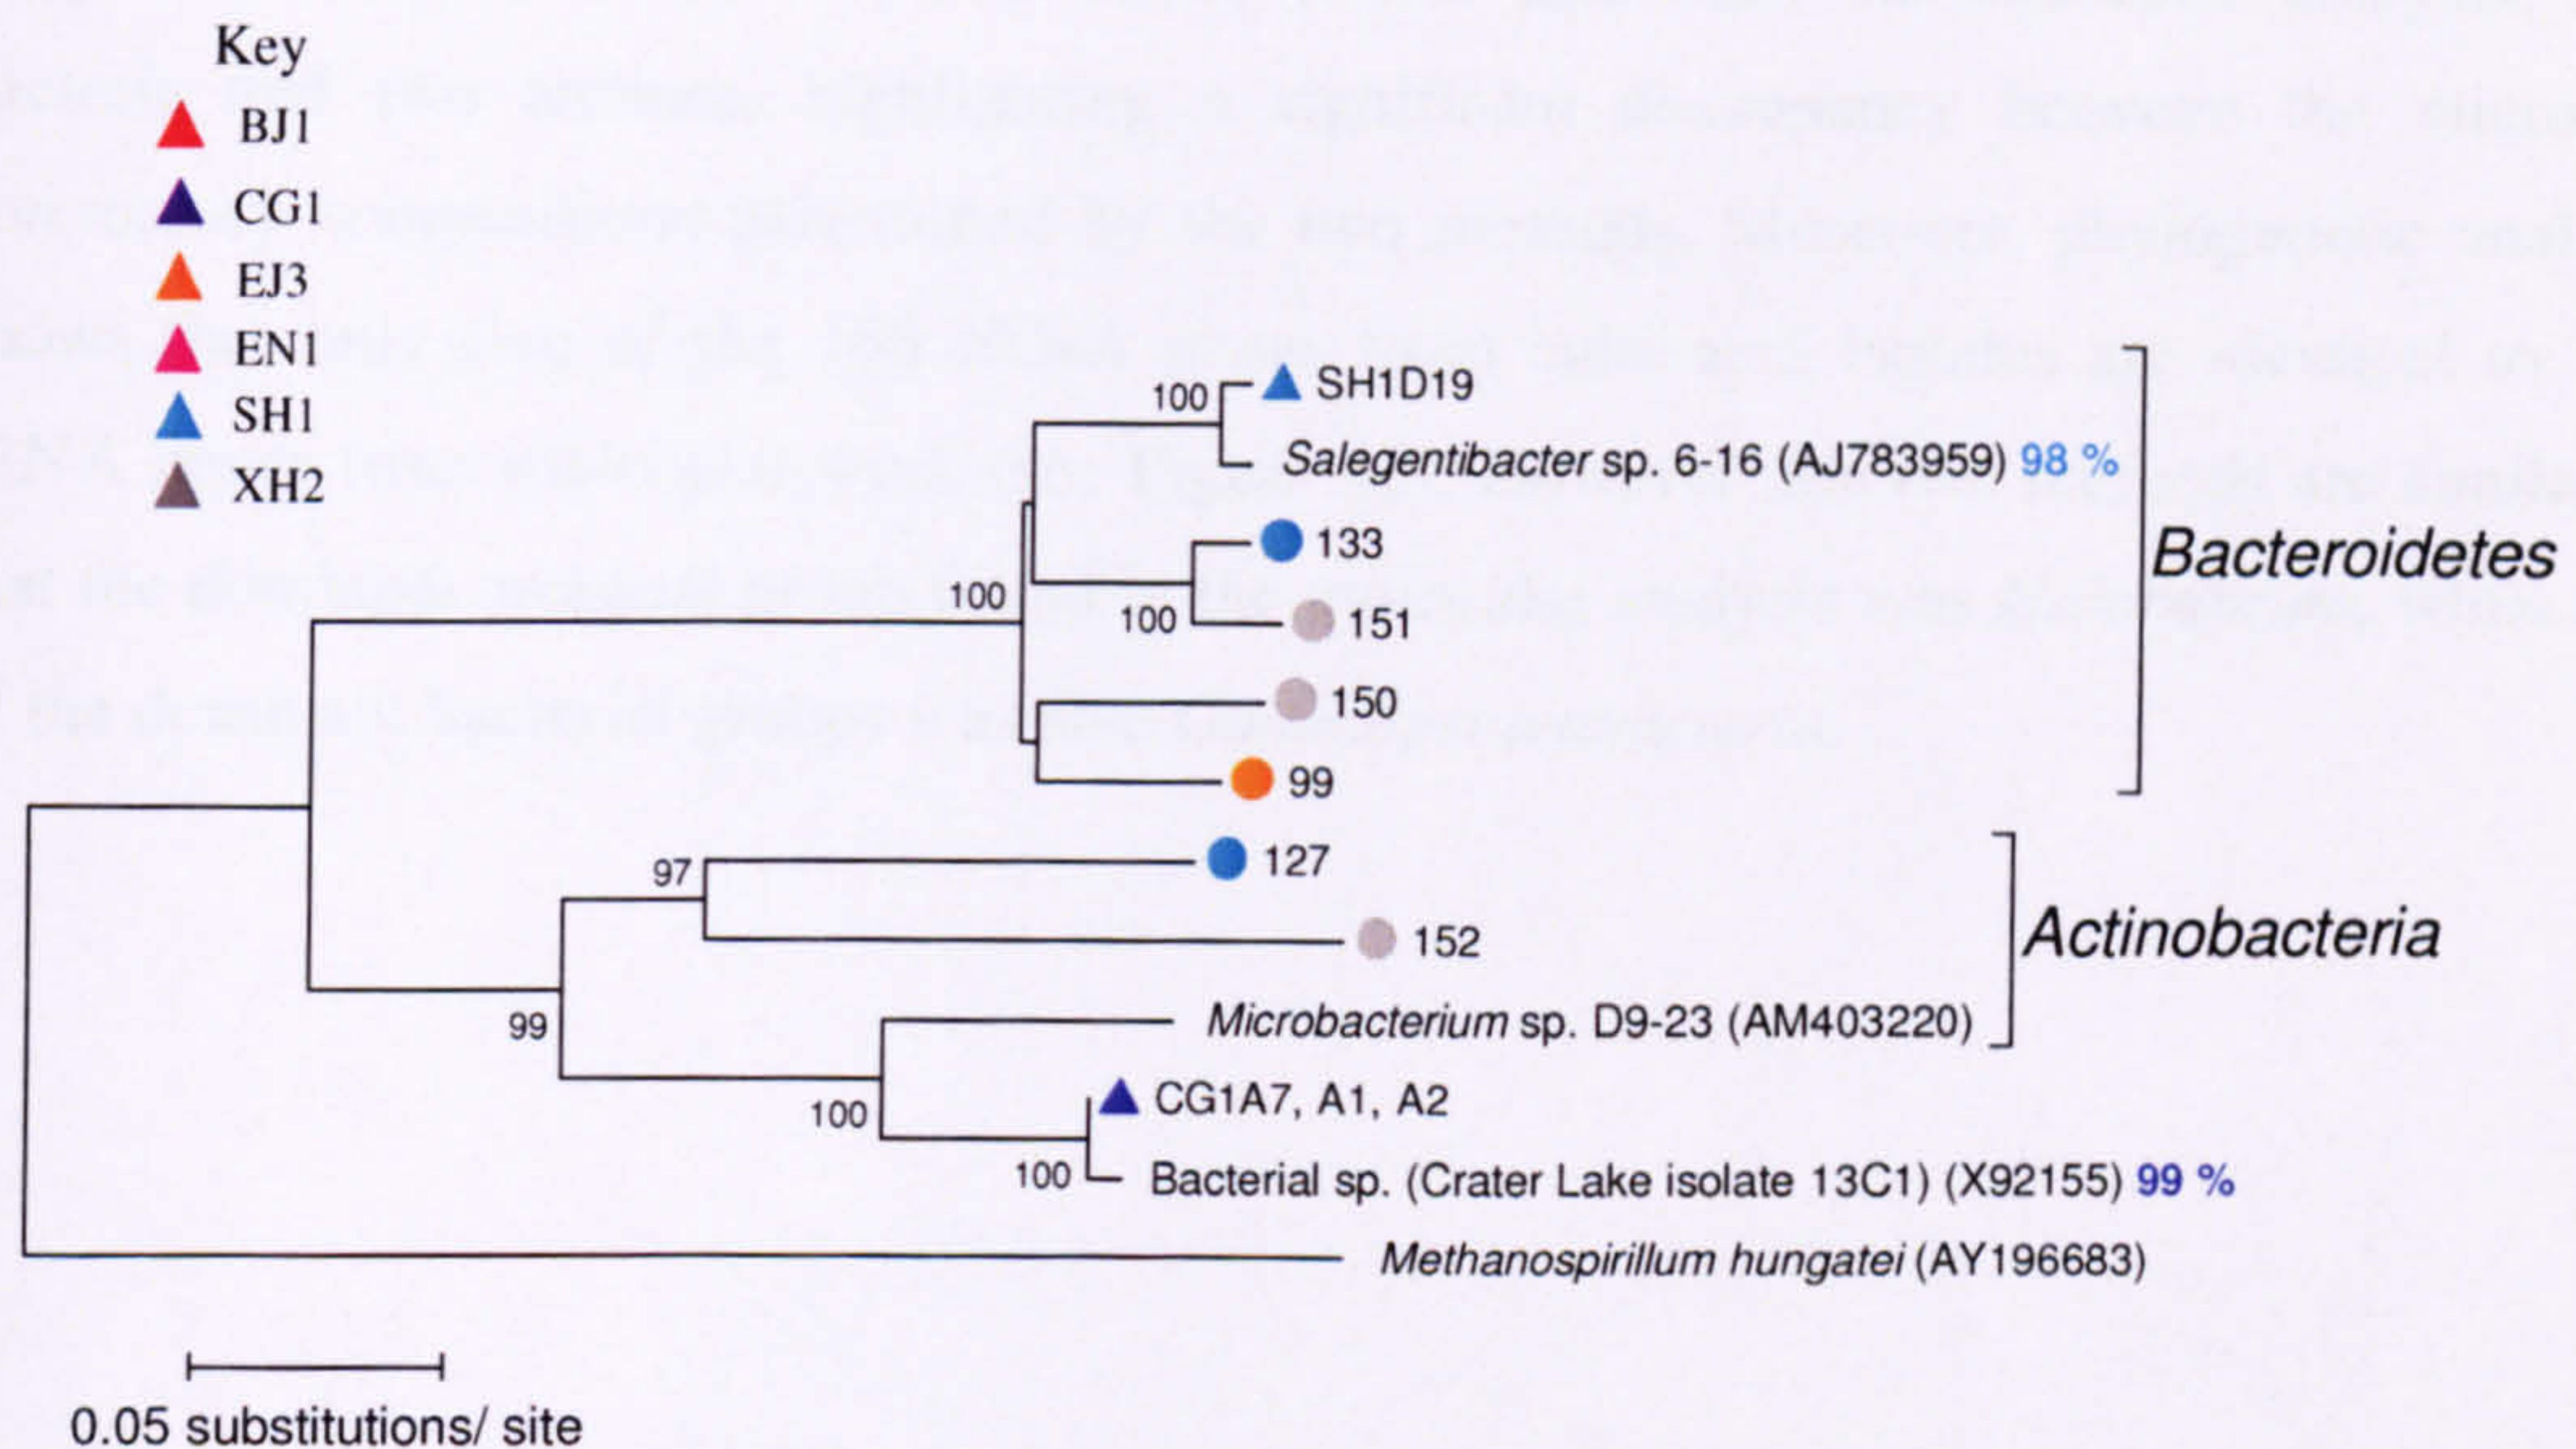 Key
BJ1
CG1
EJ3
EN1
SH1
XH2
100
SH1D19
Salegentibacter sp. 6-16 (AJ783959) 98 %
133
100
100
151
150
99
Bacteroidetes
97
127
152
99
Microbacterium sp. D9-23 (AM403220)
Actinobacteria
100
CG1A7, A1, A2
100
Bacterial sp. (Crater Lake isolate 13C1) (X92155) 99 %
Methanospirillum hungatei (AY196683)
0.05 substitutions/ site